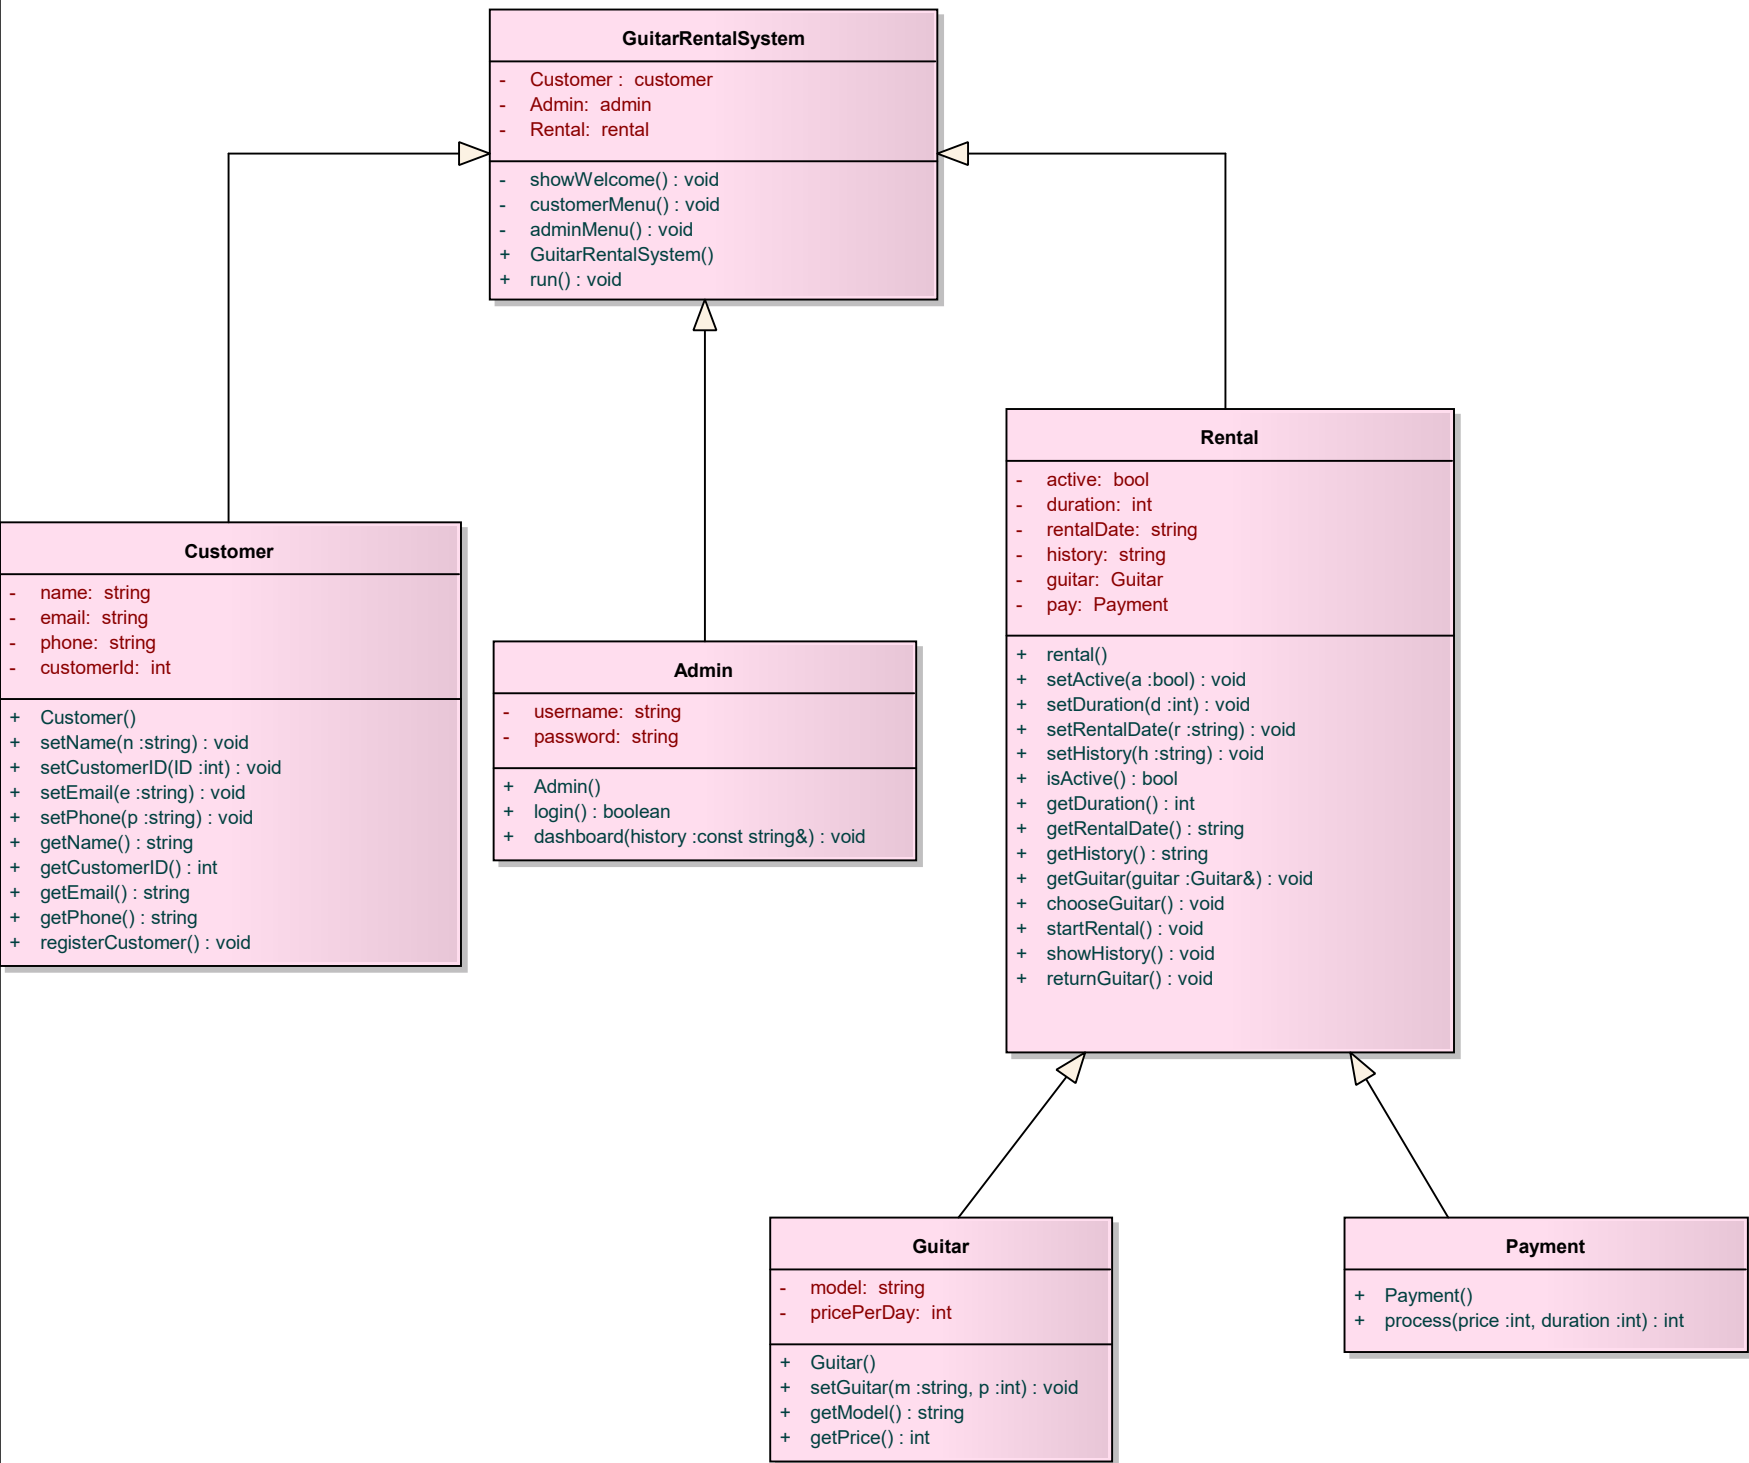 GuitarRentalSystem
- Customer : customer
- Admin: admin
- Rental: rental
- showWelcome() : void
- customerMenu() : void
- adminMenu() : void
+ GuitarRentalSystem()
+ run() : void
Customer
- name: string
- email: string
- phone: string
- customerId: int
+ Customer()
+ setName(n :string) : void
+ setCustomerID(ID :int) : void
+ setEmail(e :string) : void
+ setPhone(p :string) : void
+ getName() : string
+ getCustomerID() : int
+ getEmail() : string
+ getPhone() : string
+ registerCustomer() : void
Admin
- username: string
- password: string
+ Admin()
+ login() : boolean
+ dashboard(history :const string&) : void
Rental
- active: bool
- duration: int
- rentalDate: string
- history: string
- guitar: Guitar
- pay: Payment
+ rental()
+ setActive(a :bool) : void
+ setDuration(d :int) : void
+ setRentalDate(r :string) : void
+ setHistory(h :string) : void
+ isActive() : bool
+ getDuration() : int
+ getRentalDate() : string
+ getHistory() : string
+ getGuitar(guitar :Guitar&) : void
+ chooseGuitar() : void
+ startRental() : void
+ showHistory() : void
+ returnGuitar() : void
Guitar
- model: string
- pricePerDay: int
+ Guitar()
+ setGuitar(m :string, p :int) : void
+ getModel() : string
+ getPrice() : int
Payment
+ Payment()
+ process(price :int, duration :int) : int